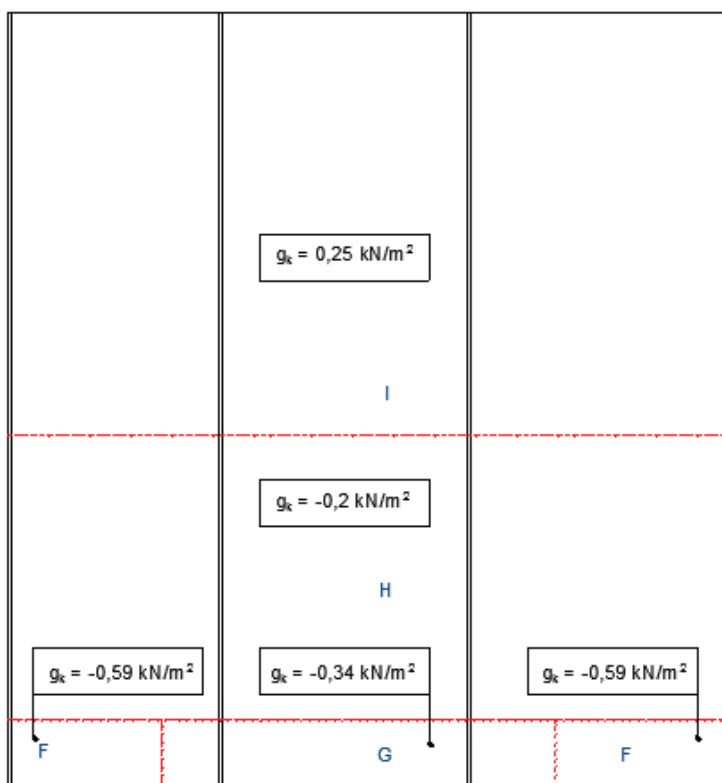 gₖ = 0,25 kN/m²
I
gₖ = -0,2 kN/m²
H
gₖ = -0,59 kN/m²
gₖ = -0,34 kN/m²
gₖ = -0,59 kN/m²
F
G
F